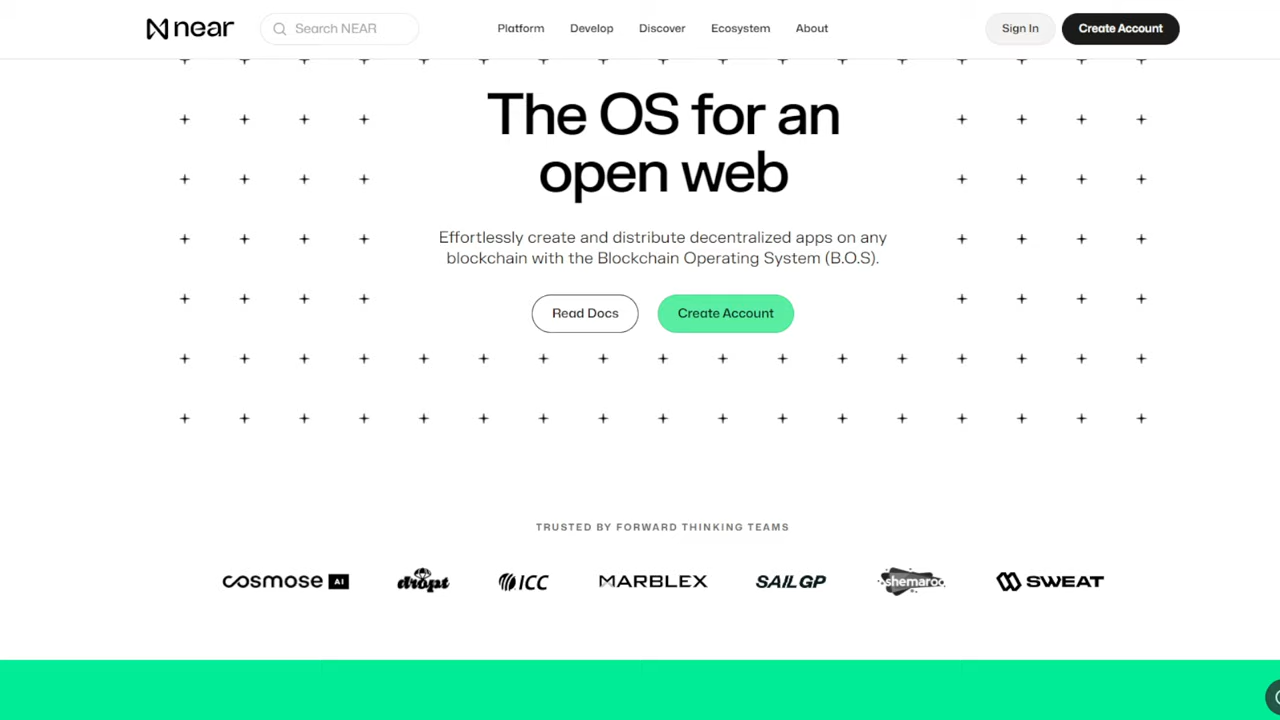 near
Search NEAR
Platform
Develop
Discover
Ecosystem
About
Sign In
Create Account
The OS for an
open web
Effortlessly create and distribute decentralized apps on any
blockchain with the Blockchain Operating System (B.O.S).
Read Docs
Create Account
TRUSTED BY FORWARD THINKING TEAMS
cosmose AI
dropt
ICC
MARBLEX
SAILGP
shemaroo
SWEAT